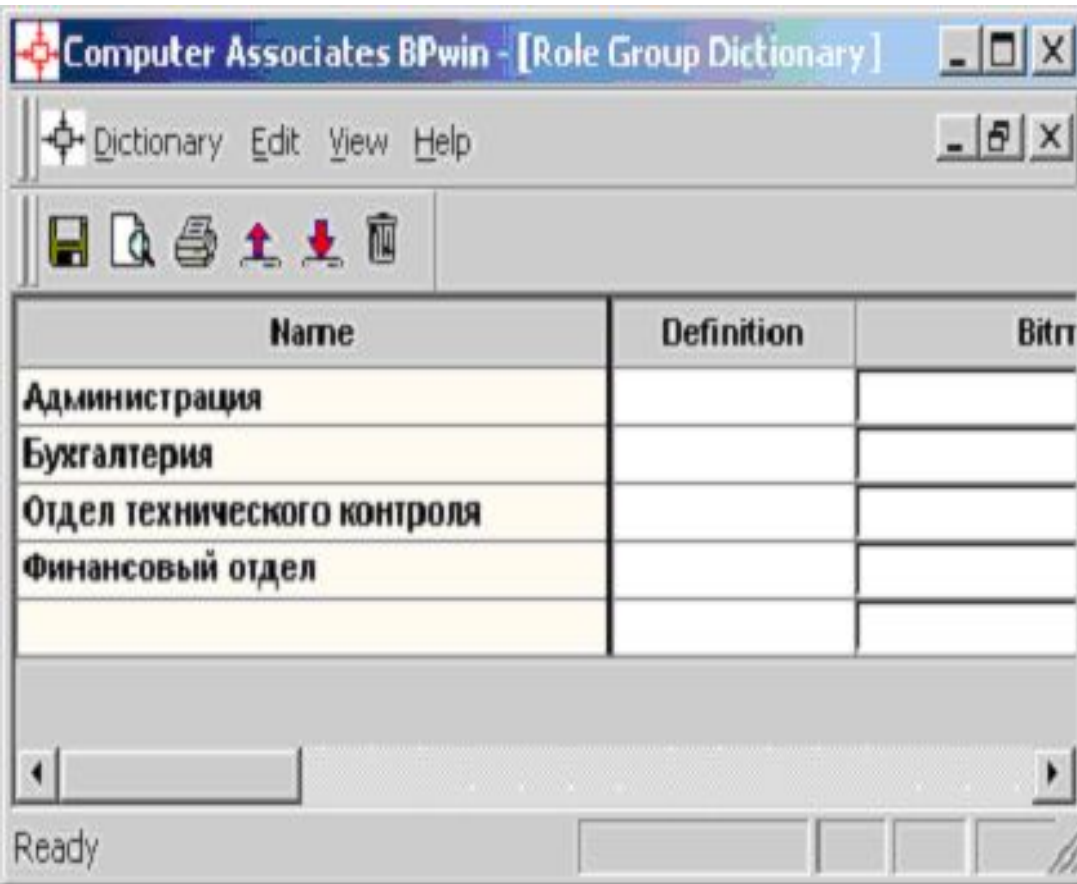 Computer Associates BPwin - [Role Group Dictionary]
Dictionary Edit View Help
Name Definition
Администрация
Бухгалтерия
Отдел технического контроля
Финансовый отдел
Ready